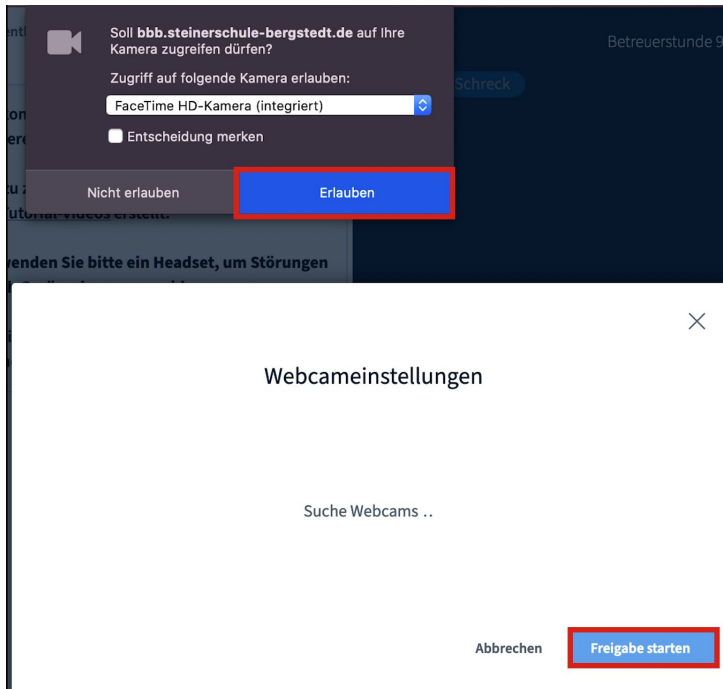 Soll bbb.steinerschule-bergstedt.de auf Ihre
Kamera zugreifen dürfen?
Zugriff auf folgende Kamera erlauben:
FaceTime HD-Kamera (integriert)
Entscheidung merken
Nicht erlauben
Erlauben
Betreuerstunde 9
Schreck
Tutorial-Videos erstellt.
wenden Sie bitte ein Headset, um Störungen
Webcameinstellungen
Suche Webcams ..
Abbrechen
Freigabe starten